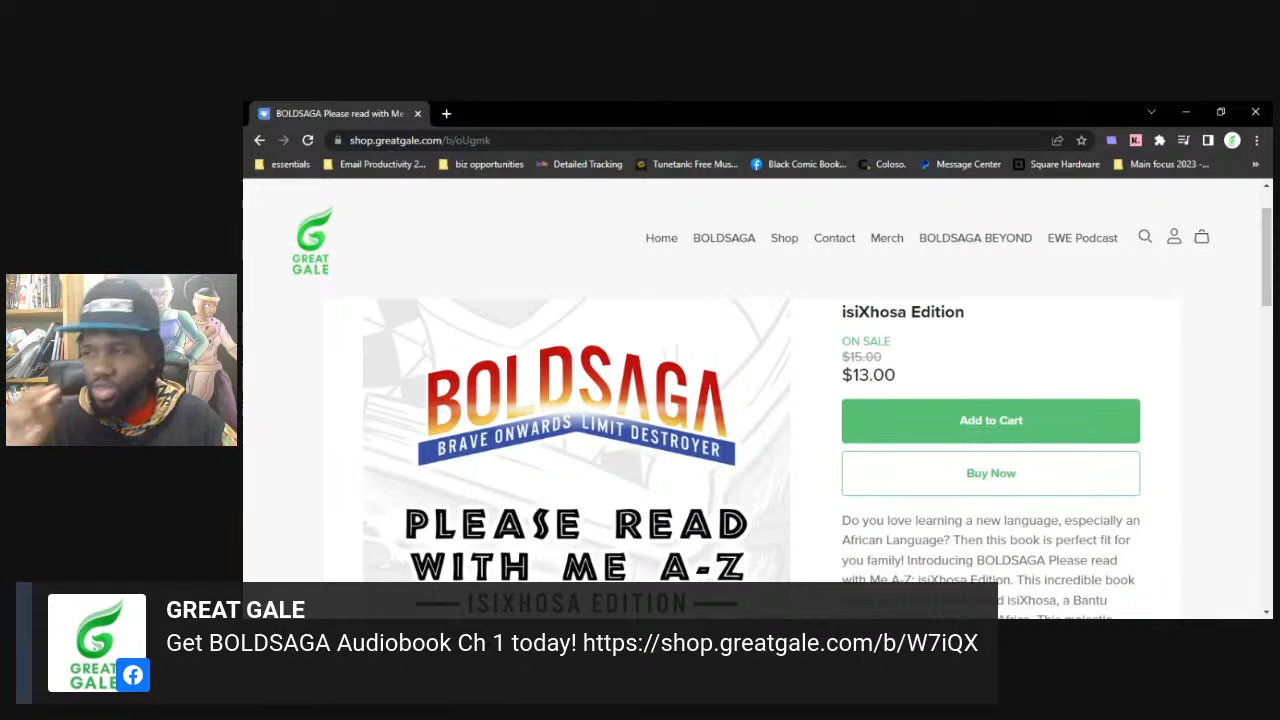 BOLDSAGA Please read with Me
shop.greatgale.com/b/oUgmk
essentials
Email Productivity 2...
biz opportunities
Detailed Tracking
Tunetank Free Mus...
Black Comic Book...
Coloso.
Message Center
Square Hardware
Main focus 2023 -...
GREAT
GALE
Home
BOLDSAGA
Shop
Contact
Merch
BOLDSAGA BEYOND
EWE Podcast
BOLDSAGA
BRAVE ONWARDS LIMIT DESTROYER
PLEASE READ
WITH ME A-Z
ISIXHOSA EDITION
isiXhosa Edition
ON SALE
$15.00
$13.00
Add to Cart
Buy Now
Do you love learning a new language, especially an
African Language? Then this book is perfect fit for
you family! Introducing BOLDSAGA Please read
with Me A-Z: isiXhosa Edition. This incredible book
isiXhosa, a Bantu
GREAT
GALE
GREAT GALE
Get BOLDSAGA Audiobook Ch 1 today! https://shop.greatgale.com/b/W7iQX